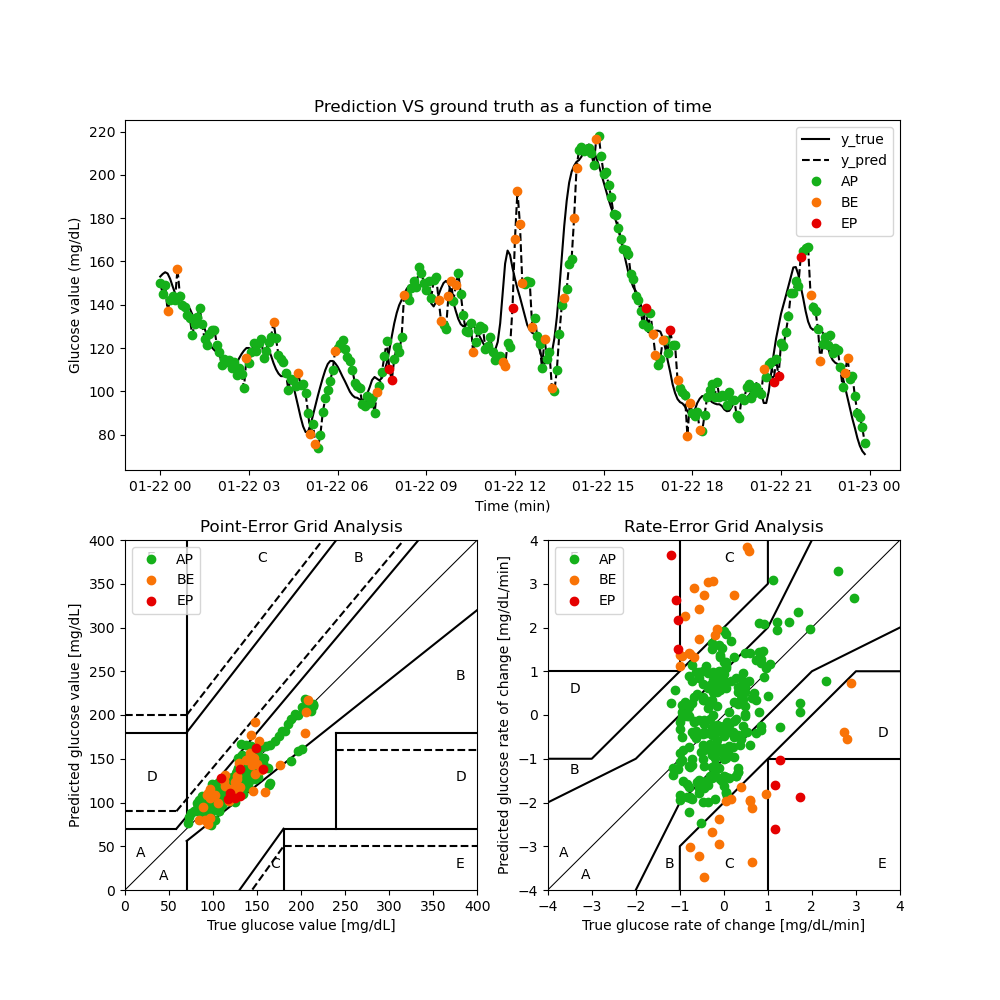 Prediction VS ground truth as a function of time
Glucose value (mg/dL)
220
200
180
160
140
120
100
80
y_true
y_pred
AP
BE
EP
01-22 00 01-22 03 01-22 06 01-22 09 01-22 12 01-22 15 01-22 18 01-22 21 01-23 00
Time (min)
Point-Error Grid Analysis
Predicted glucose value [mg/dL]
400
350
300
250
200
150
100
50
0
AP
BE
EP
C
B
B
D
D
A
A
C
E
0 50 100 150 200 250 300 350 400
True glucose value [mg/dL]
Rate-Error Grid Analysis
Predicted glucose rate of change [mg/dL/min]
4
3
2
1
0
−1
−2
−3
−4
AP
BE
EP
C
D
D
B
A
A
B
C
E
−4 −3 −2 −1 0 1 2 3 4
True glucose rate of change [mg/dL/min]